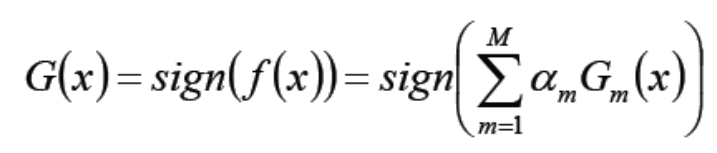 G(x) = sign(f(x)) = sign(∑_{m=1}^{M} α_m G_m(x))